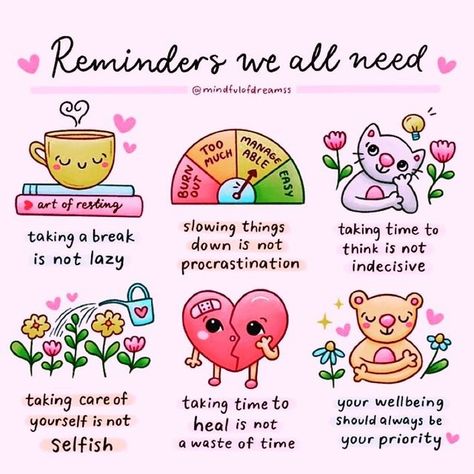 Reminders we all need
@mindfulofdreamss
art of resting
taking a break
is not lazy
BURN
OUT
TOO
MUCH
MANAGE
ABLE
EASY
slowing things
down is not
procrastination
taking time to
think is not
indecisive
taking care of
yourself is not
selfish
taking time to
heal is not
a waste of time
your wellbeing
should always be
your priority